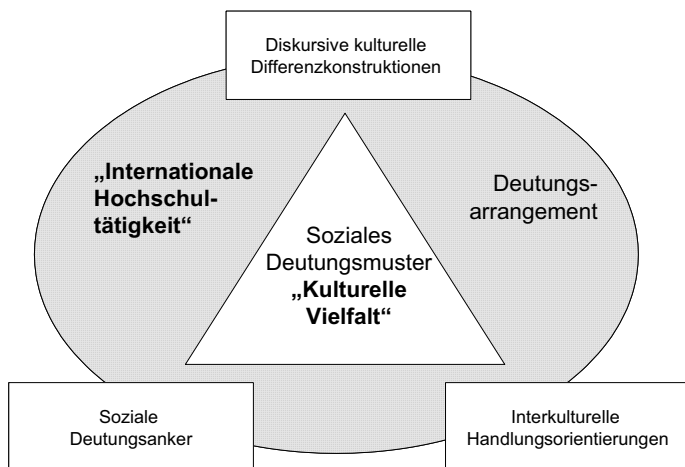 Diskursive kulturelle
Differenzkonstruktionen
„Internationale
Hochschul-
tätigkeit“
Deutungs-
arrangement
Soziales
Deutungsmuster
„Kulturelle
Vielfalt“
Soziale
Deutungsanker
Interkulturelle
Handlungsorientierungen